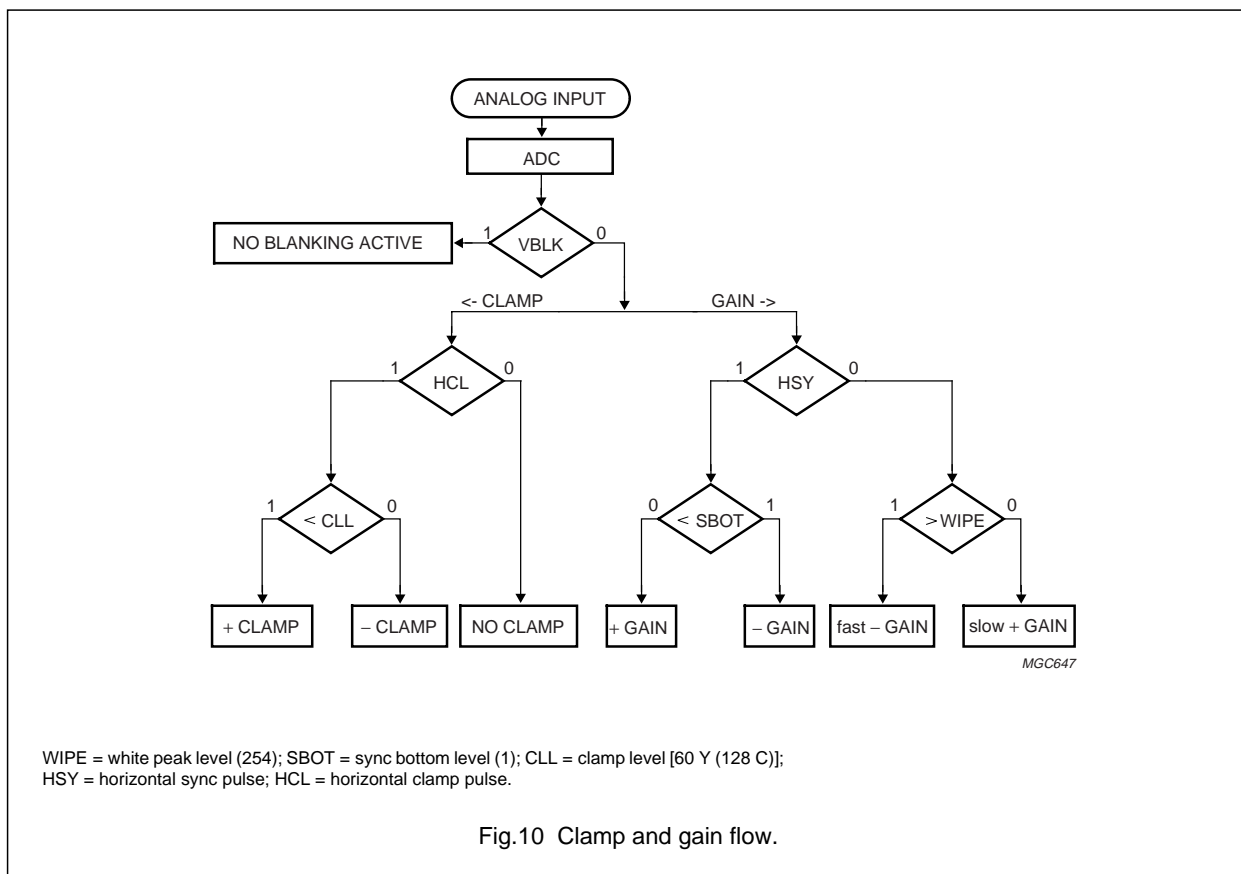 ANALOG INPUT
ADC
NO BLANKING ACTIVE
1
VBLK
0
<- CLAMP
GAIN ->
1
HCL
0
1
HSY
0
1
< CLL
0
0
< SBOT
1
1
> WIPE
0
+ CLAMP
− CLAMP
NO CLAMP
+ GAIN
− GAIN
fast − GAIN
slow + GAIN
MGC647
WIPE = white peak level (254); SBOT = sync bottom level (1); CLL = clamp level [60 Y (128 C)];
HSY = horizontal sync pulse; HCL = horizontal clamp pulse.
Fig.10 Clamp and gain flow.